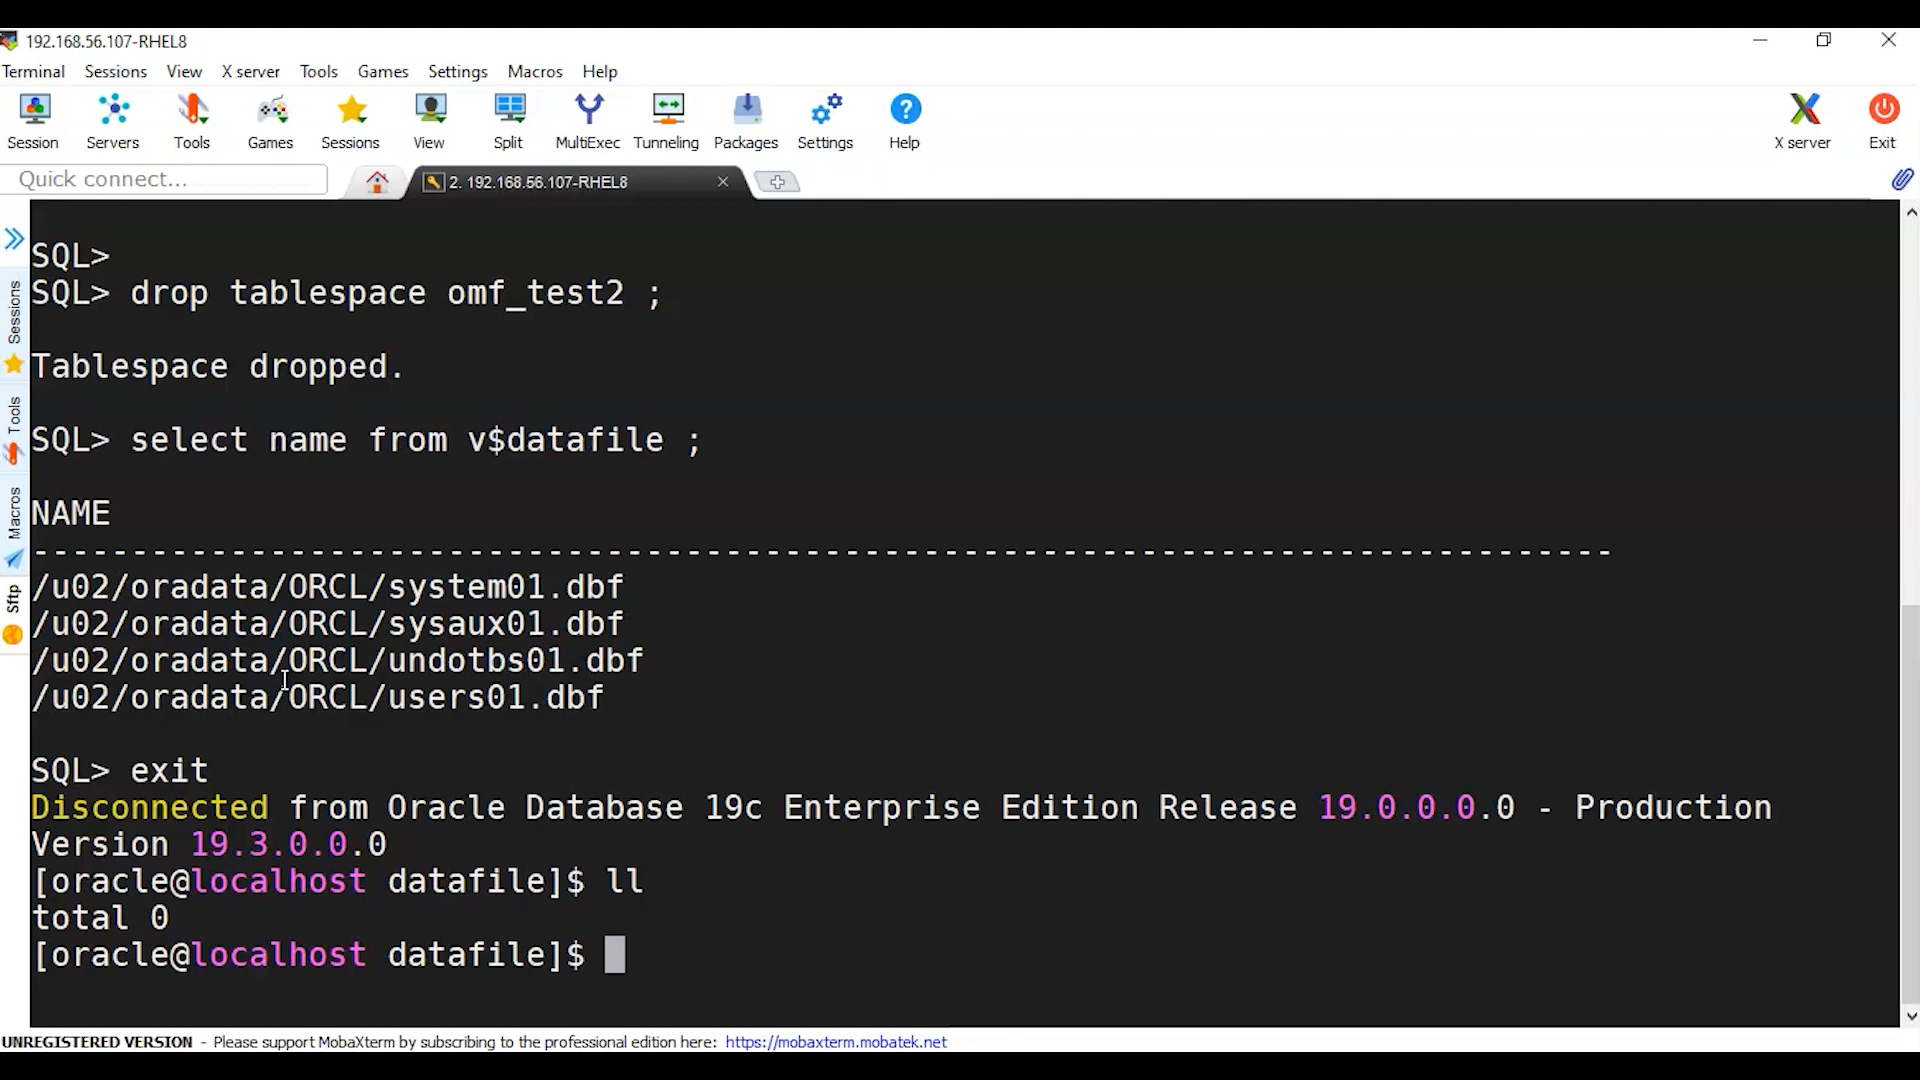 192.168.56.107-RHEL8
Terminal Sessions View X server Tools Games Settings Macros Help
Session Servers Tools Games Sessions View Split MultiExec Tunneling Packages Settings Help X server Exit
Quick connect...
2. 192.168.56.107-RHEL8
Sessions
Tools
Macros
Sftp
SQL>
SQL> drop tablespace omf_test2 ;
Tablespace dropped.
SQL> select name from v$datafile ;
NAME
--------------------------------------------------------------------------------
/u02/oradata/ORCL/system01.dbf
/u02/oradata/ORCL/sysaux01.dbf
/u02/oradata/ORCL/undotbs01.dbf
/u02/oradata/ORCL/users01.dbf
SQL> exit
Disconnected from Oracle Database 19c Enterprise Edition Release 19.0.0.0.0 - Production
Version 19.3.0.0.0
[oracle@localhost datafile]$ ll
total 0
[oracle@localhost datafile]$
UNREGISTERED VERSION - Please support MobaXterm by subscribing to the professional edition here: https://mobaxterm.mobatek.net